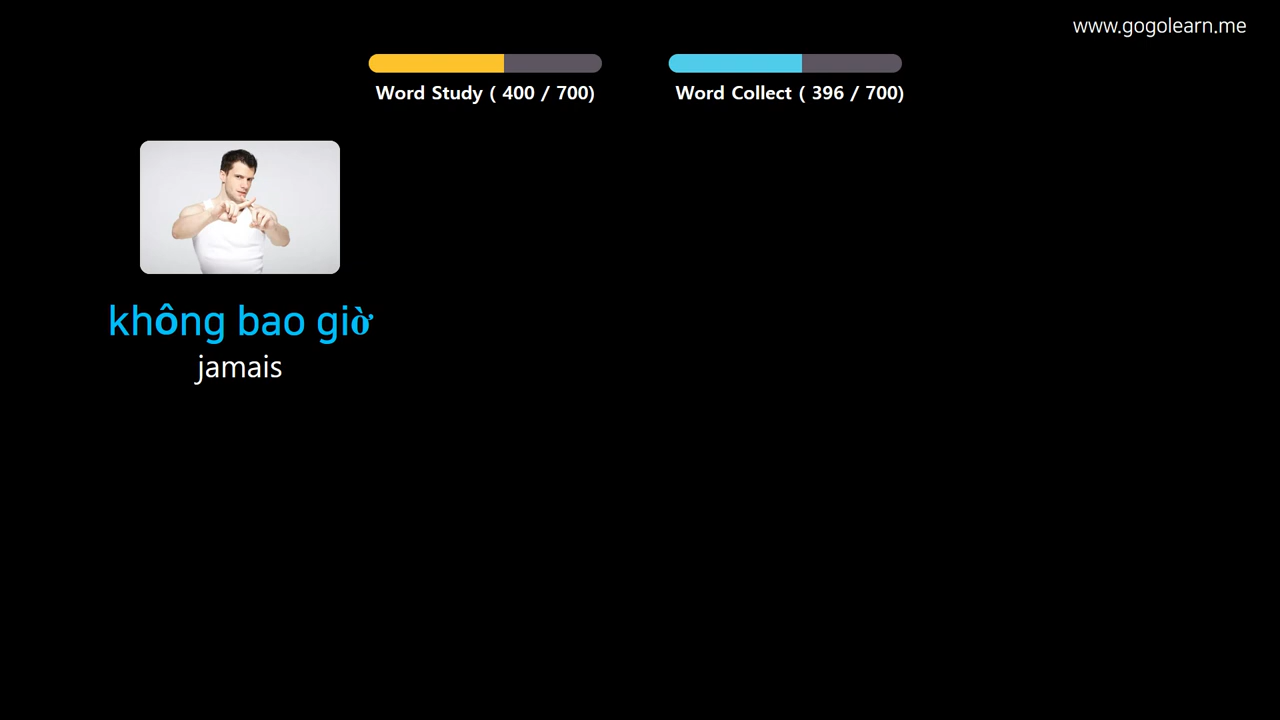 www.gogolearn.me
Word Study ( 400 / 700)
Word Collect ( 396 / 700)
không bao giờ
jamais